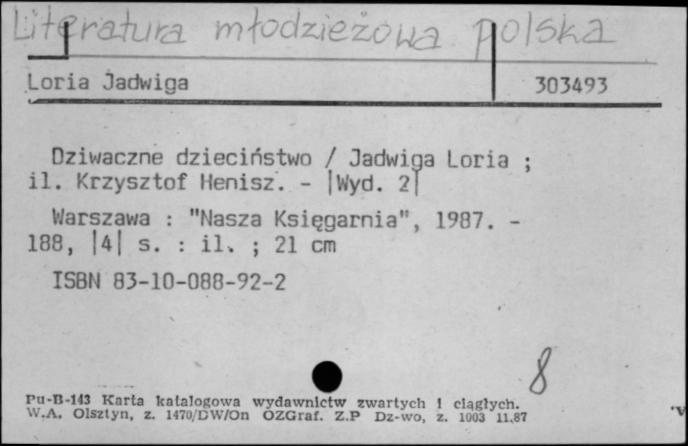 Literatura młodzieżowa polska
Loria Jadwiga 303493
Dziwaczne dzieciństwo / Jadwiga Loria ;
il. Krzysztof Henisz. - |Wyd. 2|
Warszawa : "Nasza Księgarnia", 1987. -
188, |4| s. : il. ; 21 cm
ISBN 83-10-088-92-2
8
Pu-B-143 Karta katalogowa wydawnictw zwartych i ciągłych.
W.A. Olsztyn, z. 1470/DW/On OZGraf. Z.P Dz-wo, z. 1003 11.87